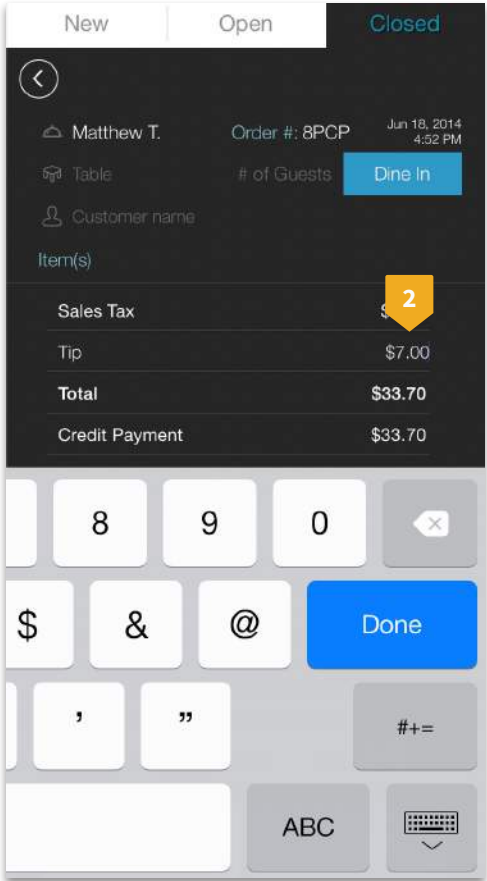 New Open Closed
Matthew T. Order #: 8PCP Jun 18, 2014
4:52 PM
Table # of Guests Dine In
Customer name
Item(s)
Sales Tax $
2
Tip $7.00
Total $33.70
Credit Payment $33.70
8 9 0
$ & @ Done
’ ” #+=
ABC